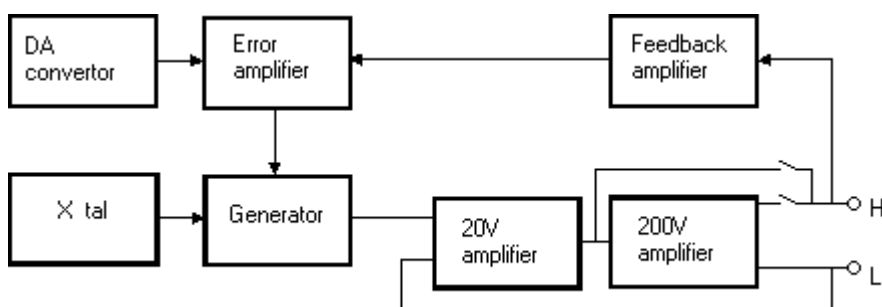 DA
convertor
Error
amplifier
Feedback
amplifier
X tal
Generator
20V
amplifier
200V
amplifier
H
L